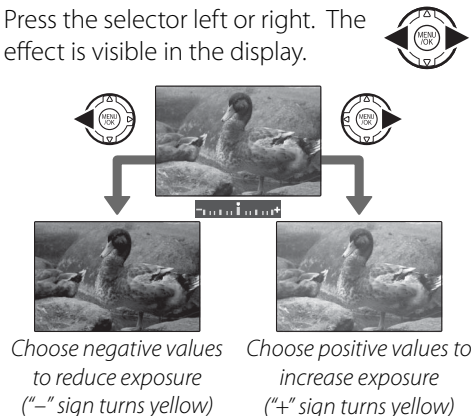 Press the selector left or right. The
effect is visible in the display.
MENU
/OK
MENU
/OK
MENU
/OK
– i +
Choose negative values
to reduce exposure
(“–” sign turns yellow)
Choose positive values to
increase exposure
(“+” sign turns yellow)